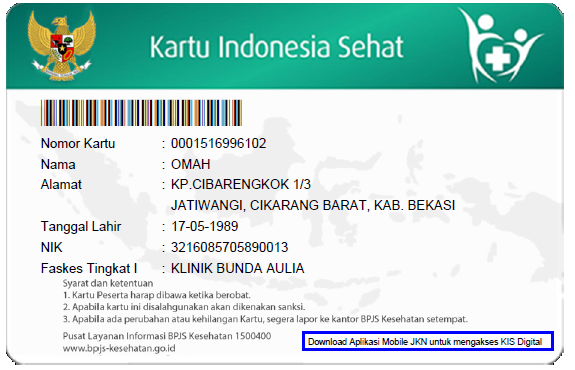 Kartu Indonesia Sehat
Nomor Kartu : 0001516996102
Nama : OMAH
Alamat : KP.CIBARENGKOK 1/3
JATIWANGI, CIKARANG BARAT, KAB. BEKASI
Tanggal Lahir : 17-05-1989
NIK : 3216085705890013
Faskes Tingkat I : KLINIK BUNDA AULIA
Syarat dan ketentuan
1. Kartu Peserta harap dibawa ketika berobat.
2. Apabila kartu ini disalahgunakan akan dikenakan sanksi.
3. Apabila ada perubahan atau kehilangan Kartu, segera lapor ke kantor BPJS Kesehatan setempat.
Pusat Layanan Informasi BPJS Kesehatan 1500400
www.bpjs-kesehatan.go.id
Download Aplikasi Mobile JKN untuk mengakses KIS Digital